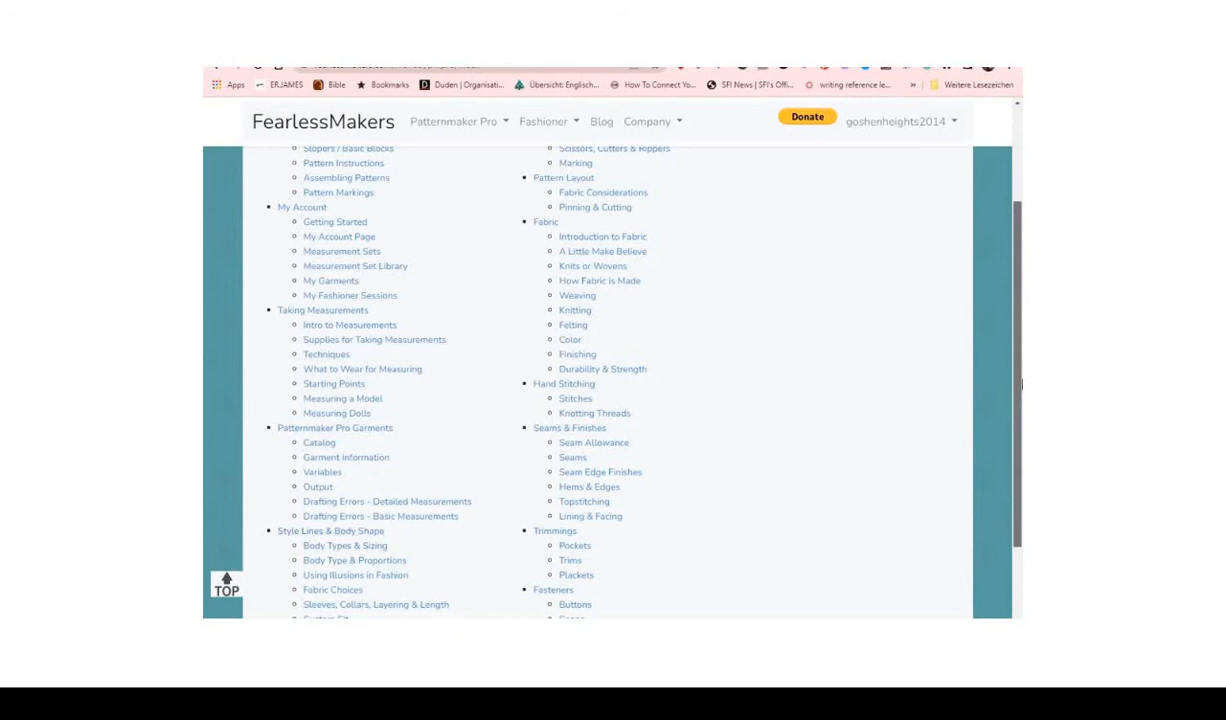 Apps
ERJAMES
Bible
Bookmarks
Duden | Organisati...
Übersicht: Englisch...
How To Connect Yo...
SFI News | SFI's Offi...
writing reference le...
»
Weitere Lesezeichen
FearlessMakers
Patternmaker Pro
Fashioner
Blog
Company
Donate
goshenheights2014
Slopers / Basic Blocks
Pattern Instructions
Assembling Patterns
Pattern Markings
My Account
Getting Started
My Account Page
Measurement Sets
Measurement Set Library
My Garments
My Fashioner Sessions
Taking Measurements
Intro to Measurements
Supplies for Taking Measurements
Techniques
What to Wear for Measuring
Starting Points
Measuring a Model
Measuring Dolls
Patternmaker Pro Garments
Catalog
Garment Information
Variables
Output
Drafting Errors - Detailed Measurements
Drafting Errors - Basic Measurements
Style Lines & Body Shape
Body Types & Sizing
Body Type & Proportions
Using Illusions in Fashion
Fabric Choices
Sleeves, Collars, Layering & Length
Scissors, Cutters & Rippers
Marking
Pattern Layout
Fabric Considerations
Pinning & Cutting
Fabric
Introduction to Fabric
A Little Make Believe
Knits or Wovens
How Fabric is Made
Weaving
Knitting
Felting
Color
Finishing
Durability & Strength
Hand Stitching
Stitches
Knotting Threads
Seams & Finishes
Seam Allowance
Seams
Seam Edge Finishes
Hems & Edges
Topstitching
Lining & Facing
Trimmings
Pockets
Trims
Plackets
Fasteners
Buttons
TOP